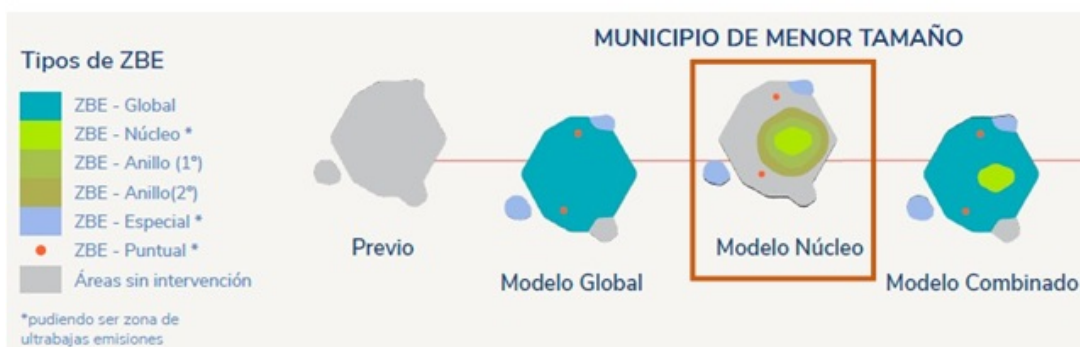 MUNICIPIO DE MENOR TAMAÑO
Tipos de ZBE
ZBE - Global
ZBE - Núcleo *
ZBE - Anillo (1º)
ZBE - Anillo(2º)
ZBE - Especial *
ZBE - Puntual *
Áreas sin intervención
*pudiendo ser zona de
ultrabajas emisiones
Previo
Modelo Global
Modelo Núcleo
Modelo Combinado